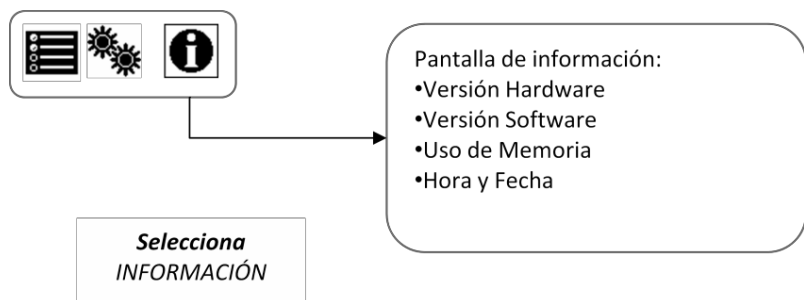 Pantalla de información:
•Versión Hardware
•Versión Software
•Uso de Memoria
•Hora y Fecha
Selecciona
INFORMACIÓN